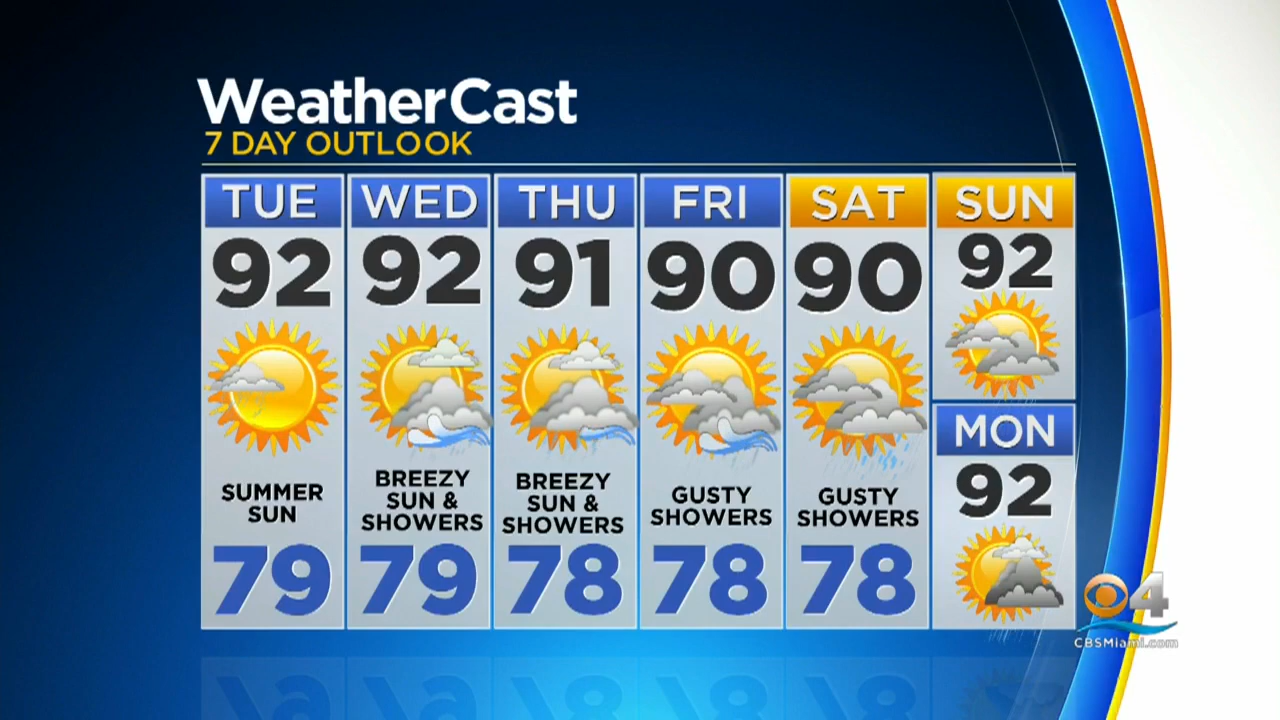 WeatherCast
7 DAY OUTLOOK
TUE
92
SUMMER
SUN
79
WED
92
BREEZY
SUN &
SHOWERS
79
THU
91
BREEZY
SUN &
SHOWERS
78
FRI
90
GUSTY
SHOWERS
78
SAT
90
GUSTY
SHOWERS
78
SUN
92
MON
92
4
CBSMiami.com